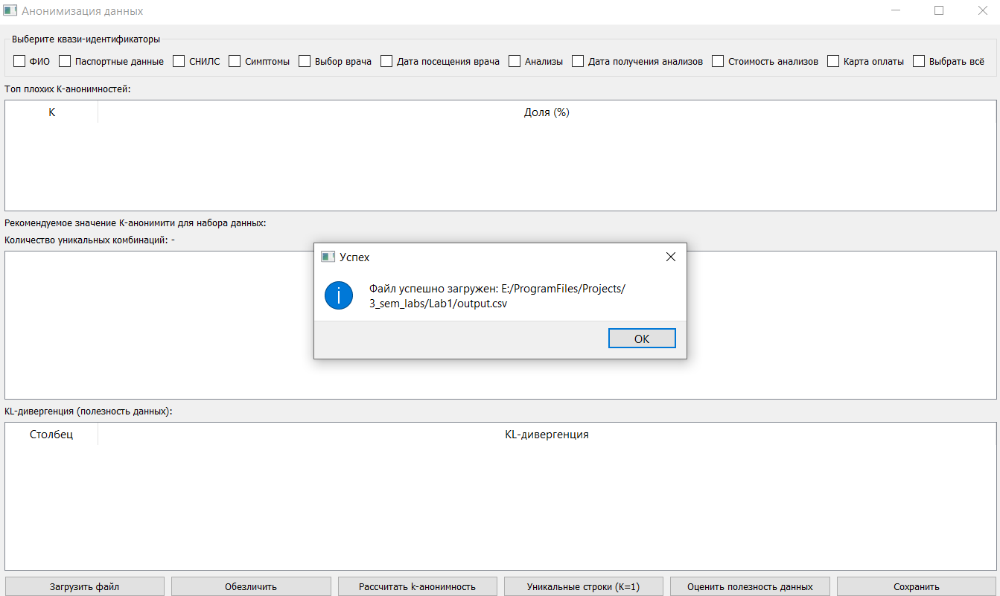 Анонимизация данных
Выберите квази-идентификаторы
ФИО Паспортные данные СНИЛС Симптомы Выбор врача Дата посещения врача Анализы Дата получения анализов Стоимость анализов Карта оплаты Выбрать всё
Топ плохих К-анонимностей:
K Доля (%)
Рекомендуемое значение К-анонимити для набора данных:
Количество уникальных комбинаций: -
Успех
Файл успешно загружен: E:/ProgramFiles/Projects/
3_sem_labs/Lab1/output.csv
OK
KL-дивергенция (полезность данных):
Столбец KL-дивергенция
Загрузить файл Обезличить Рассчитать k-анонимность Уникальные строки (K=1) Оценить полезность данных Сохранить